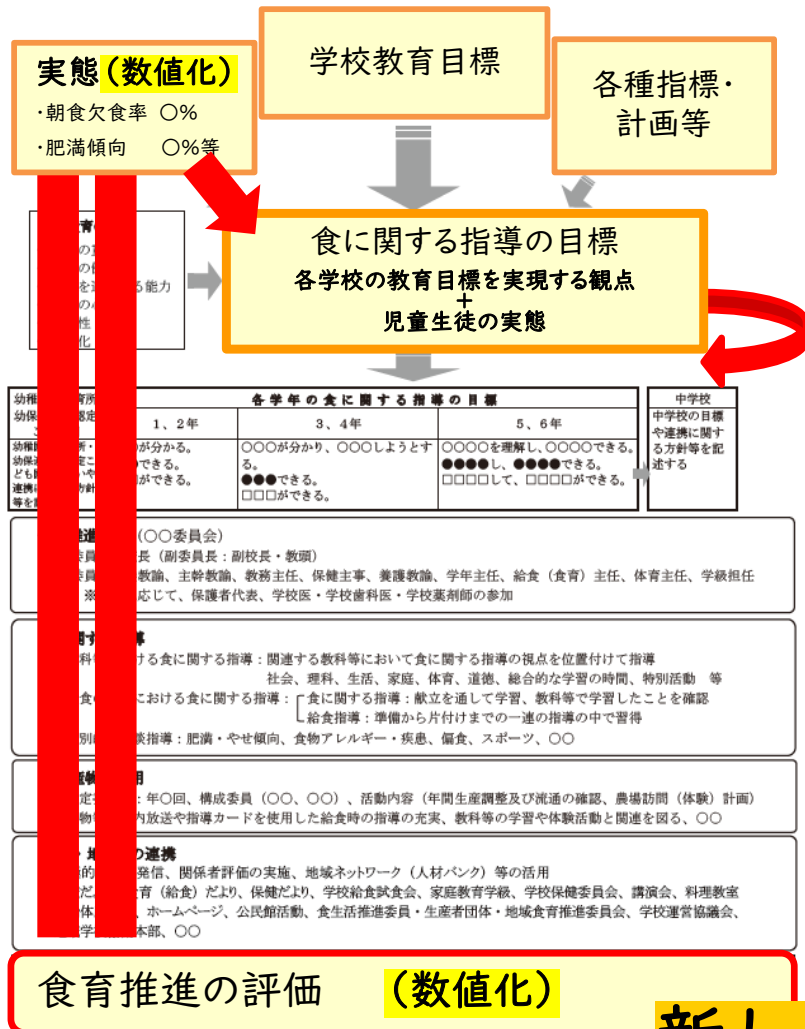 実態(数値化)
・朝食欠食率 〇%
・肥満傾向 〇%等
学校教育目標
各種指標・
計画等
食に関する指導の目標
各学校の教育目標を実現する観点
+
児童生徒の実態
る能力
性
化
各学年の食に関する指導の目標
1、2年
3、4年
5、6年
が分かる。
できる。
ができる。
〇〇〇が分かり、〇〇〇しようとす
る。
●●●できる。
□□□ができる。
〇〇〇〇を理解し、〇〇〇〇できる。
●●●●し、●●●●できる。
□□□□して、□□□□ができる。
中学校
中学校の目標
や連携に関す
る方針等を記
述する
(〇〇委員会)
長(副委員長:副校長・教頭)
教諭、主幹教諭、教務主任、保健主事、養護教諭、学年主任、給食(食育)主任、体育主任、学級担任
※ 応じて、保護者代表、学校医・学校歯科医・学校薬剤師の参加
ける食に関する指導:関連する教科等において食に関する指導の視点を位置付けて指導
社会、理科、生活、家庭、体育、道徳、総合的な学習の時間、特別活動 等
における食に関する指導:食に関する指導:献立を通して学習、教科等で学習したことを確認
給食指導:準備から片付けまでの一連の指導の中で習得
談指導:肥満・やせ傾向、食物アレルギー・疾患、偏食、スポーツ、〇〇
用
:年〇回、構成委員(〇〇、〇〇)、活動内容(年間生産調整及び流通の確認、農場訪問(体験)計画)
内放送や指導カードを使用した給食時の指導の充実、教科等の学習や体験活動と関連を図る、〇〇
の連携
発信、関係者評価の実施、地域ネットワーク(人材バンク)等の活用
育(給食)だより、保健だより、学校給食試食会、家庭教育学級、学校保健委員会、講演会、料理教室
、ホームページ、公民館活動、食生活推進委員・生産者団体・地域食育推進委員会、学校運営協議会、
本部、〇〇
食育推進の評価 (数値化)